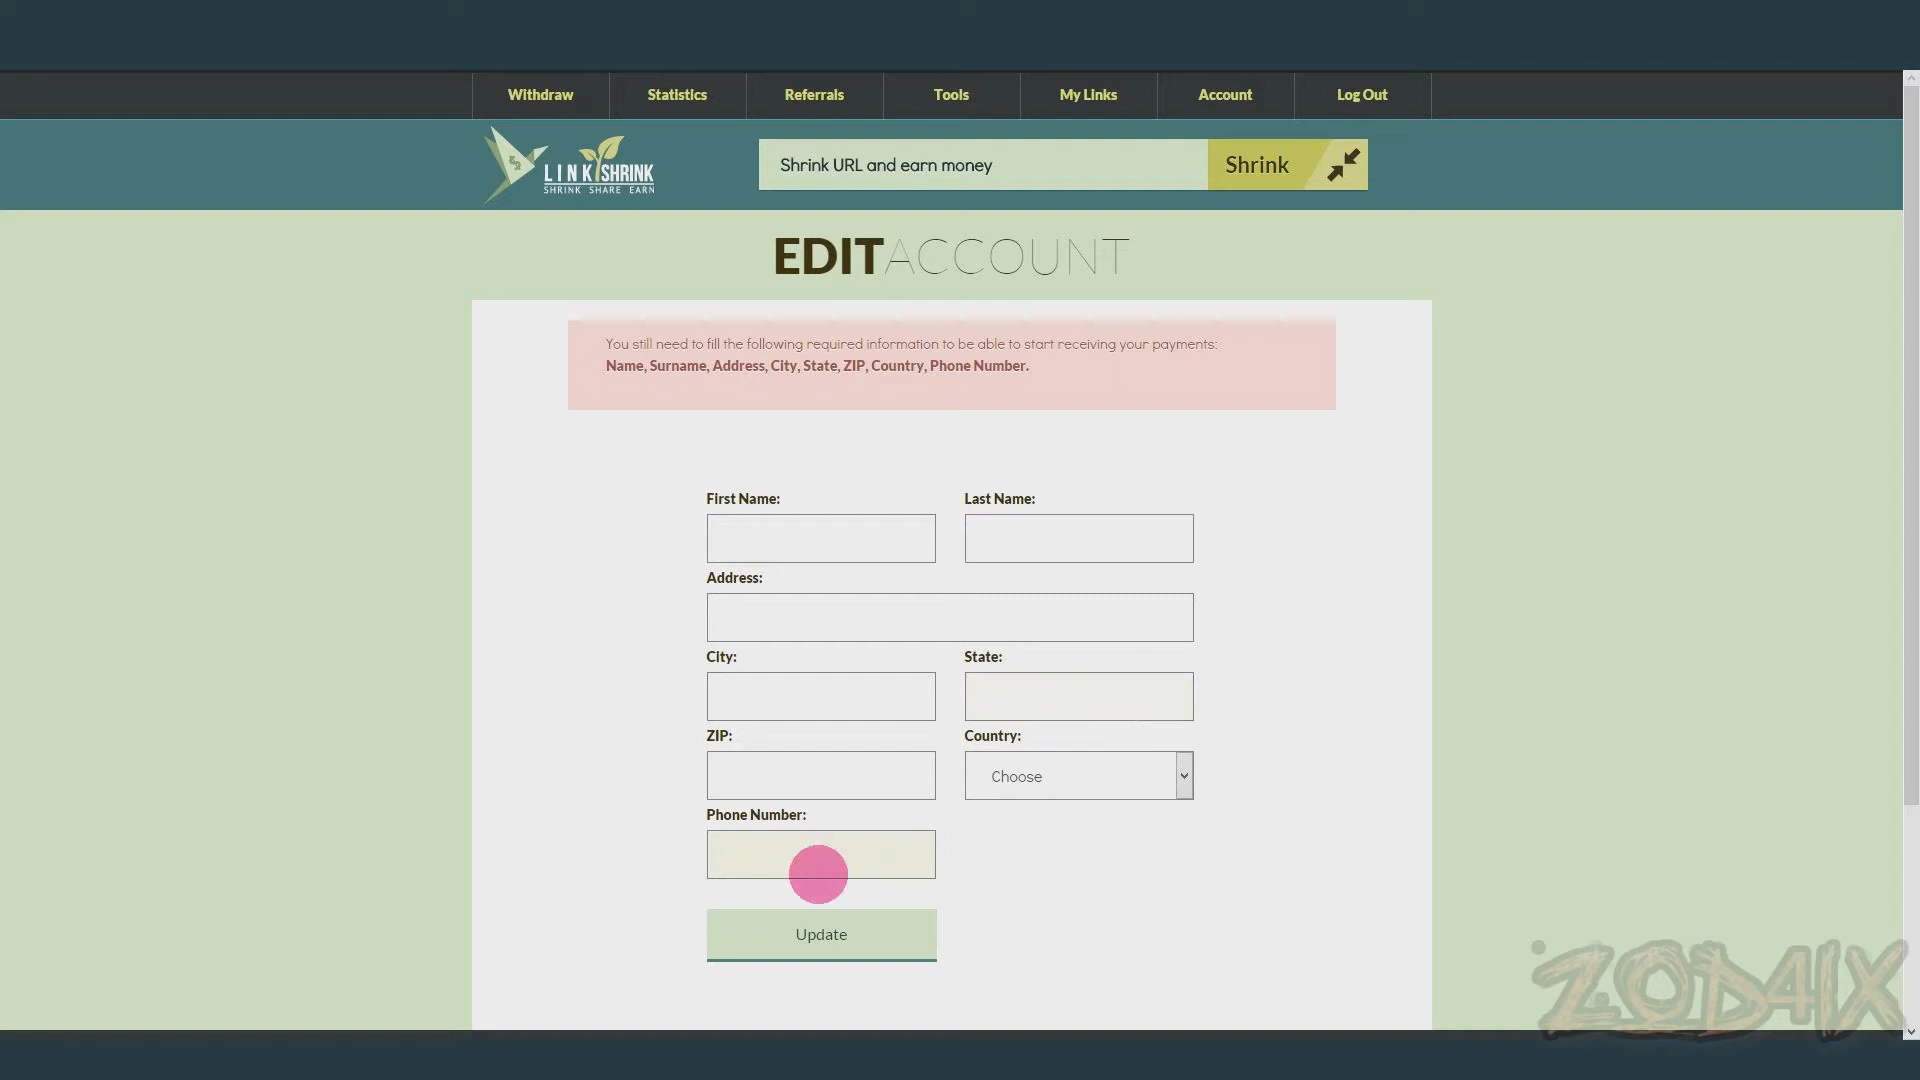 Withdraw
Statistics
Referrals
Tools
My Links
Account
Log Out
LINK SHRINK
SHRINK SHARE EARN
Shrink URL and earn money
Shrink
EDITACCOUNT
You still need to fill the following required information to be able to start receiving your payments:
Name, Surname, Address, City, State, ZIP, Country, Phone Number.
First Name:
Last Name:
Address:
City:
State:
ZIP:
Country:
Choose
Phone Number:
Update
ZOD4IX